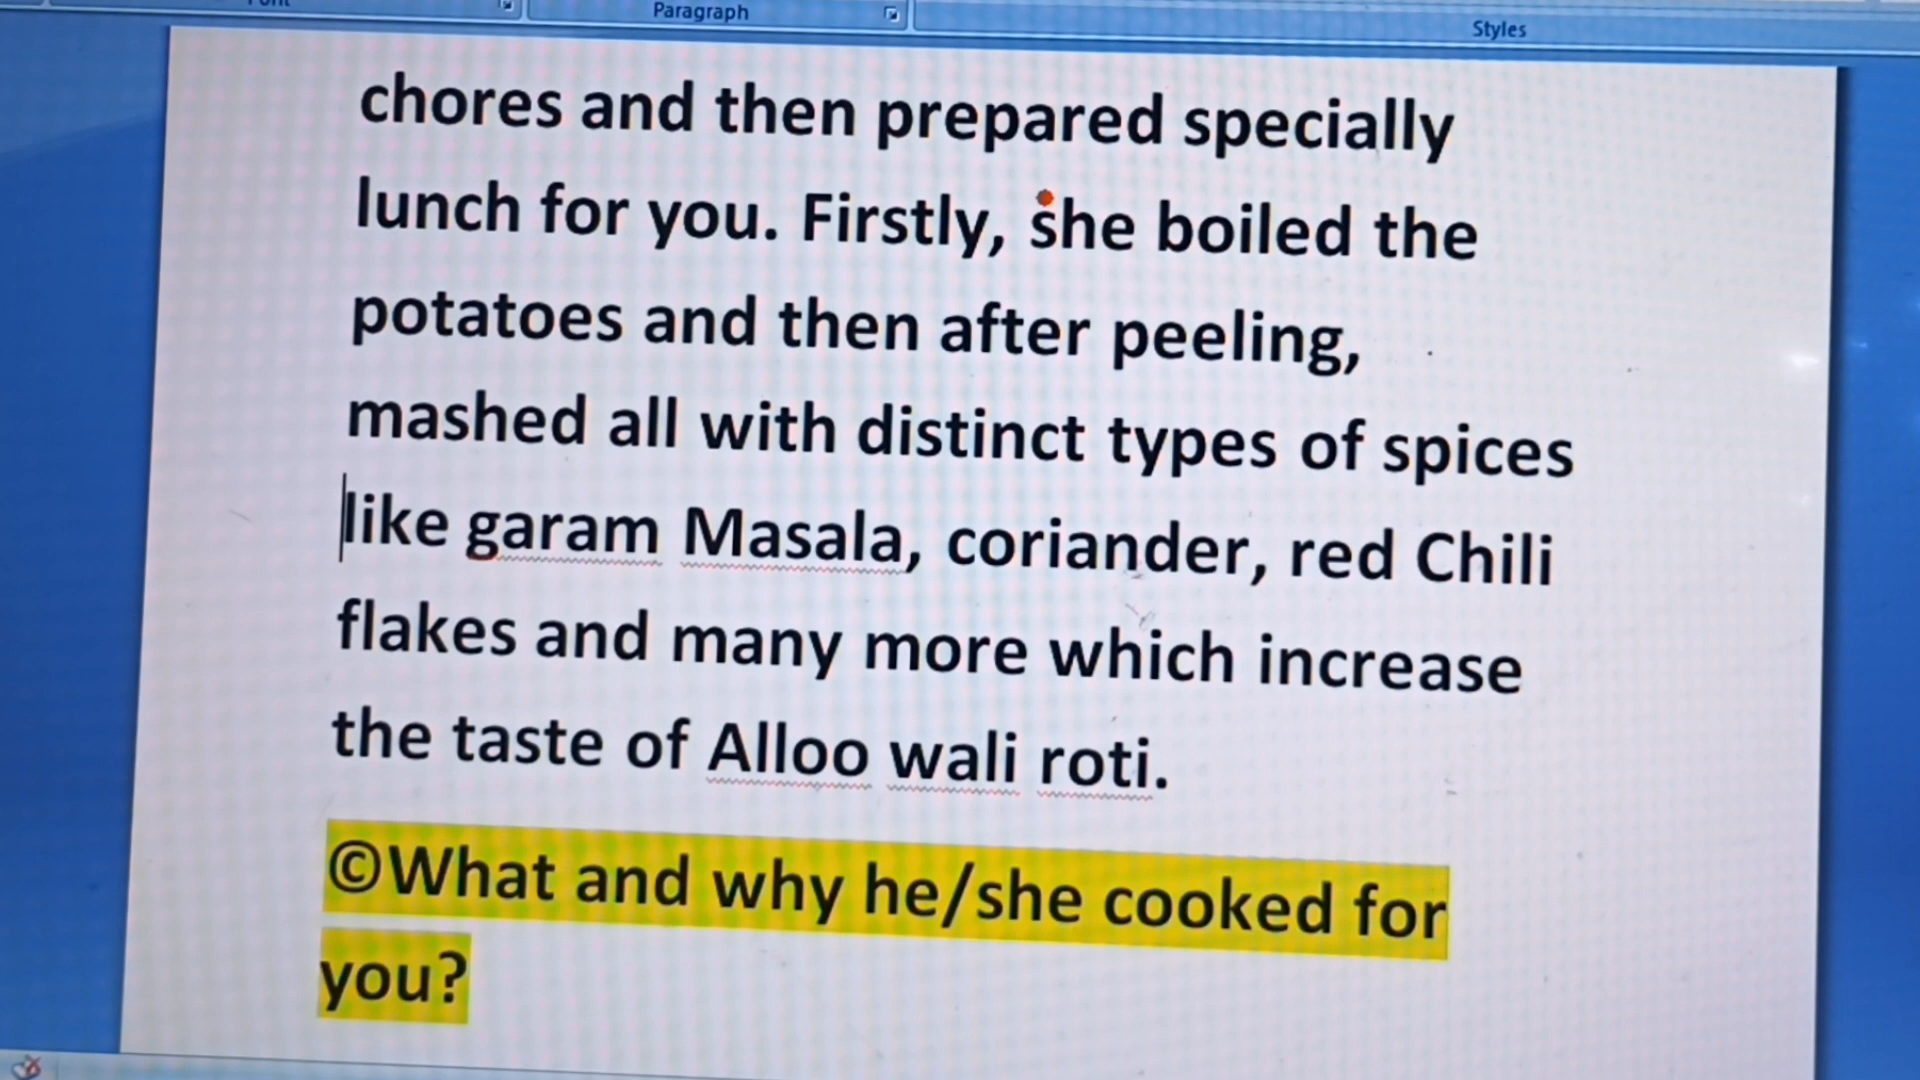 Paragraph
Styles
chores and then prepared specially
lunch for you. Firstly, she boiled the
potatoes and then after peeling,
mashed all with distinct types of spices
like garam Masala, coriander, red Chili
flakes and many more which increase
the taste of Alloo wali roti.
©What and why he/she cooked for
you?